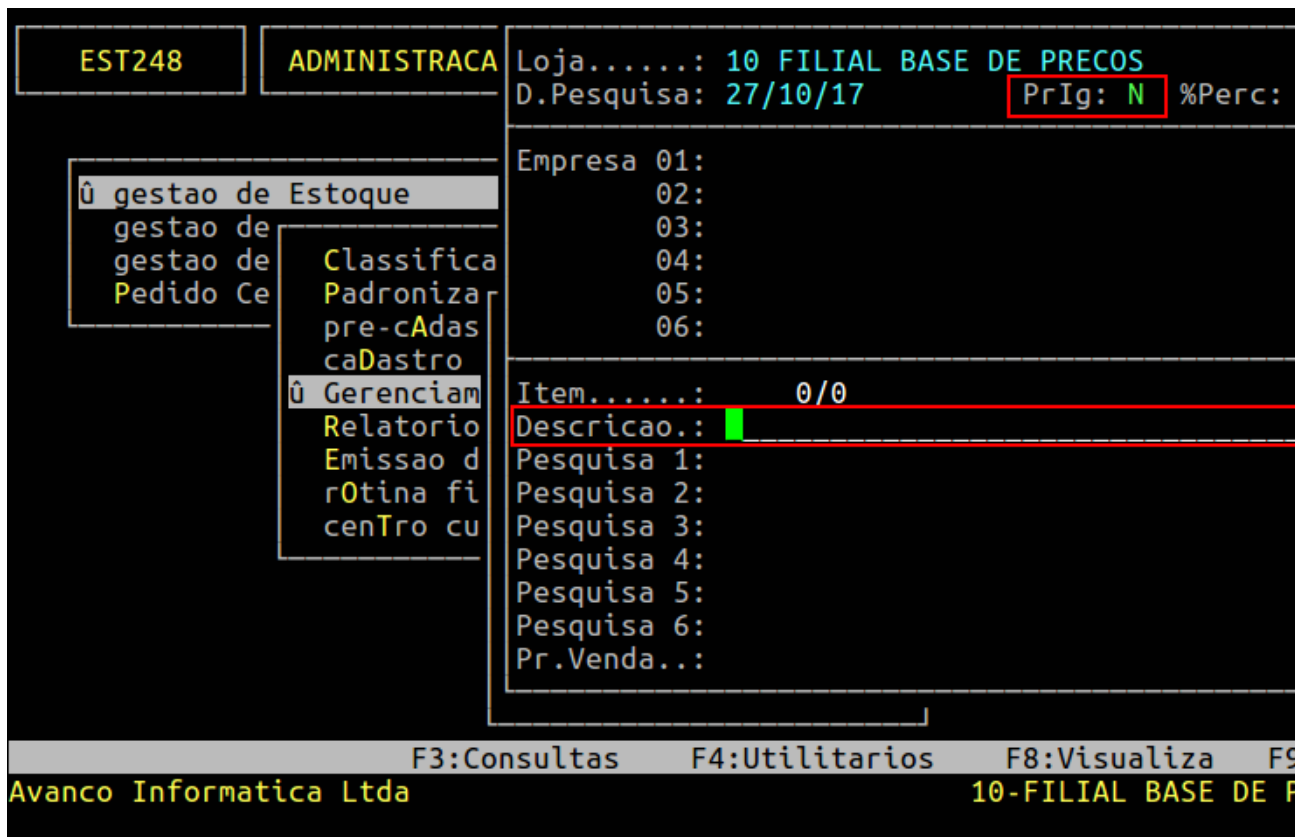 EST248
ADMINISTRACA
Loja......: 10 FILIAL BASE DE PRECOS
D.Pesquisa: 27/10/17 PrIg: N %Perc:
û gestao de Estoque
gestao de
gestao de
Pedido Ce
Classifica
Padroniza
pre-cAdas
caDastro
û Gerenciam
Relatorio
Emissao d
rOtina fi
cenTro cu
Empresa 01:
02:
03:
04:
05:
06:
Item......: 0/0
Descricao.:
Pesquisa 1:
Pesquisa 2:
Pesquisa 3:
Pesquisa 4:
Pesquisa 5:
Pesquisa 6:
Pr.Venda..:
F3:Consultas F4:Utilitarios F8:Visualiza F9
Avanco Informatica Ltda 10-FILIAL BASE DE P